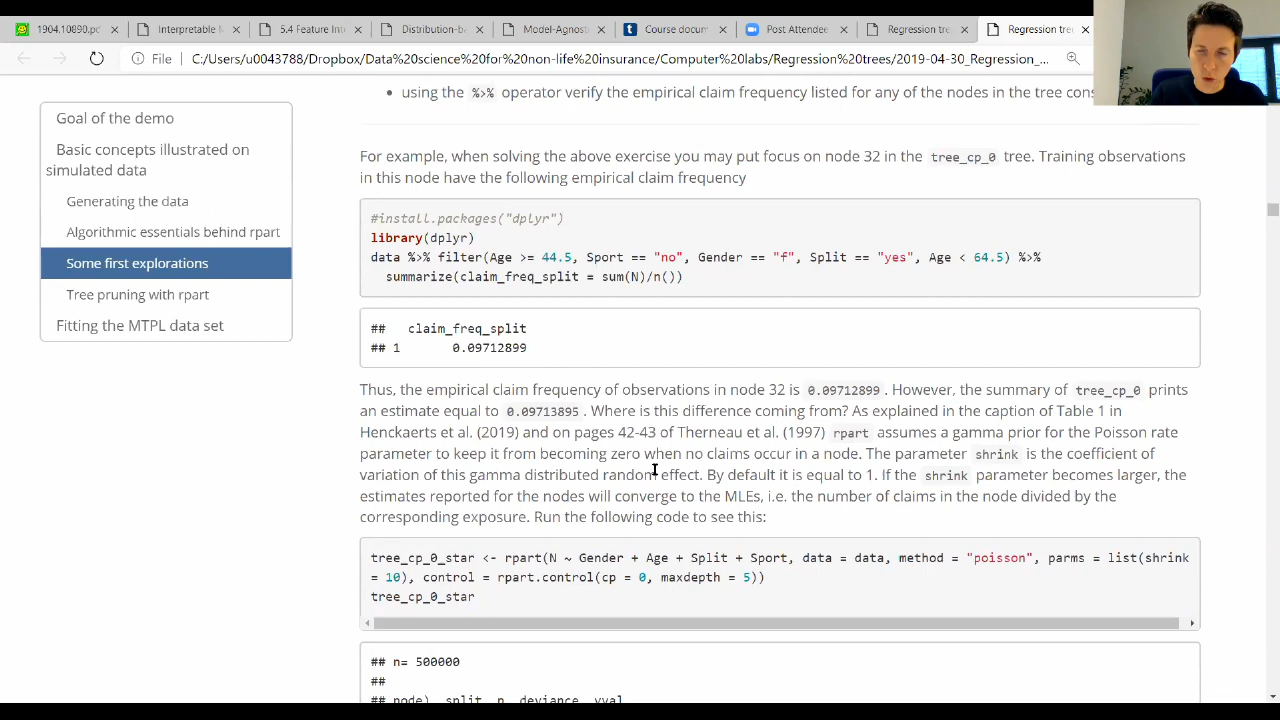 1904.10890.pd
Interpretable M
5.4 Feature Int
Distribution-b
Model-Agnost
Course docum
Post Attendee
Regression tre
Regression tre
File
C:/Users/u0043788/Dropbox/Data%20science%20for%20non-life%20insurance/Computer%20labs/Regression%20trees/2019-04-30_Regression_...
using the %>% operator verify the empirical claim frequency listed for any of the nodes in the tree cons
Goal of the demo
Basic concepts illustrated on
simulated data
Generating the data
Algorithmic essentials behind rpart
Some first explorations
Tree pruning with rpart
Fitting the MTPL data set
For example, when solving the above exercise you may put focus on node 32 in the tree_cp_0 tree. Training observations
in this node have the following empirical claim frequency
#install.packages("dplyr")
library(dplyr)
data %>% filter(Age >= 44.5, Sport == "no", Gender == "f", Split == "yes", Age < 64.5) %>%
summarize(claim_freq_split = sum(N)/n())
## claim_freq_split
## 1 0.09712899
Thus, the empirical claim frequency of observations in node 32 is 0.09712899. However, the summary of tree_cp_0 prints
an estimate equal to 0.09713895. Where is this difference coming from? As explained in the caption of Table 1 in
Henckaerts et al. (2019) and on pages 42-43 of Therneau et al. (1997) rpart assumes a gamma prior for the Poisson rate
parameter to keep it from becoming zero when no claims occur in a node. The parameter shrink is the coefficient of
variation of this gamma distributed random effect. By default it is equal to 1. If the shrink parameter becomes larger, the
estimates reported for the nodes will converge to the MLEs, i.e. the number of claims in the node divided by the
corresponding exposure. Run the following code to see this:
tree_cp_0_star <- rpart(N ~ Gender + Age + Split + Sport, data = data, method = "poisson", parms = list(shrink
= 10), control = rpart.control(cp = 0, maxdepth = 5))
tree_cp_0_star
## n= 500000
##
## node), split, n, deviance, yval